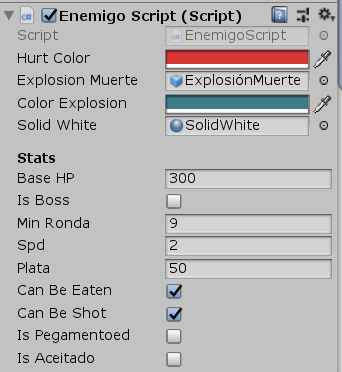 Enemigo Script (Script)
Script EnemigoScript
Hurt Color
Explosion Muerte ExplosiónMuerte
Color Explosion
Solid White SolidWhite
Stats
Base HP 300
Is Boss
Min Ronda 9
Spd 2
Plata 50
Can Be Eaten
Can Be Shot
Is Pegamentoed
Is Aceitado